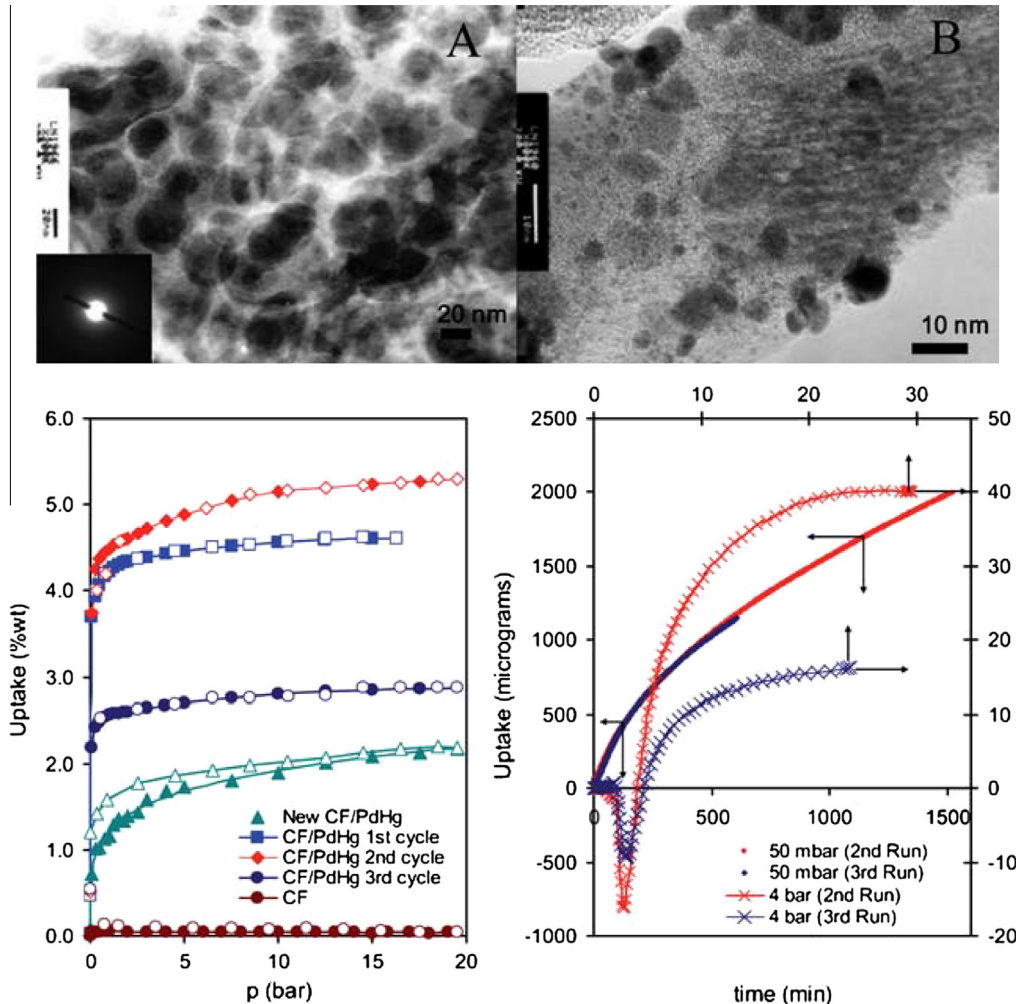 A
B
20nm
20 nm
10 nm
0 10 20 30
6.0
5.0
4.0
3.0
2.0
1.0
0.0
Uptake (%wt)
New CF/PdHg
CF/PdHg 1st cycle
CF/PdHg 2nd cycle
CF/PdHg 3rd cycle
CF
0 5 10 15 20
p (bar)
2500
2000
1500
1000
500
0
-500
-1000
Uptake (micrograms)
50
40
30
20
10
0
-10
-20
0 500 1000 1500
50 mbar (2nd Run)
50 mbar (3rd Run)
4 bar (2nd Run)
4 bar (3rd Run)
time (min)